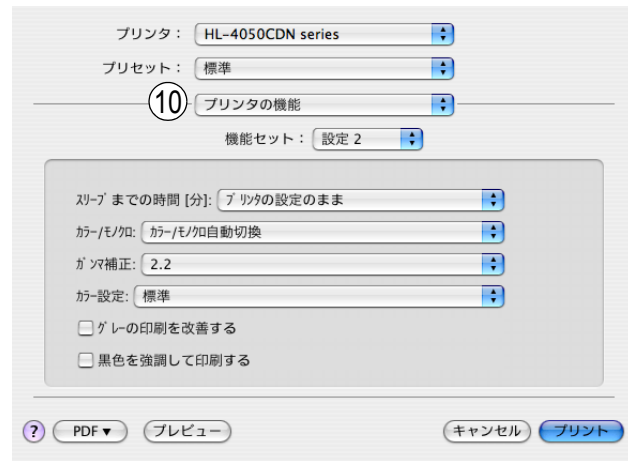 プリンタ： HL-4050CDN series
プリセット： 標準
⑩ プリンタの機能
機能セット： 設定 2
ｽﾘｰﾌﾟまでの時間 [分]: ﾌﾟﾘﾝﾀの設定のまま
ｶﾗｰ/ﾓﾉｸﾛ: ｶﾗｰ/ﾓﾉｸﾛ自動切換
ｶﾞﾝﾏ補正: 2.2
ｶﾗｰ設定: 標準
ｸﾞﾚｰの印刷を改善する
黒色を強調して印刷する
? PDF▼ プレビュー キャンセル プリント